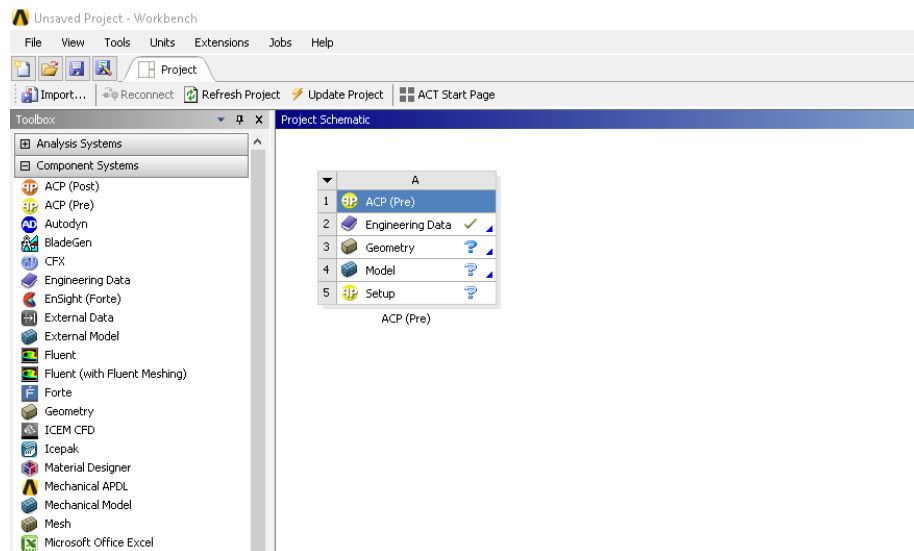 Unsaved Project - Workbench
File View Tools Units Extensions Jobs Help
Project
Import... Reconnect Refresh Project Update Project ACT Start Page
Toolbox
Analysis Systems
Component Systems
ACP (Post)
ACP (Pre)
Autodyn
BladeGen
CFX
Engineering Data
EnSight (Forte)
External Data
External Model
Fluent
Fluent (with Fluent Meshing)
Forte
Geometry
ICEM CFD
Icepak
Material Designer
Mechanical APDL
Mechanical Model
Mesh
Microsoft Office Excel
Project Schematic
A
1 ACP (Pre)
2 Engineering Data
3 Geometry ?
4 Model ?
5 Setup ?
ACP (Pre)